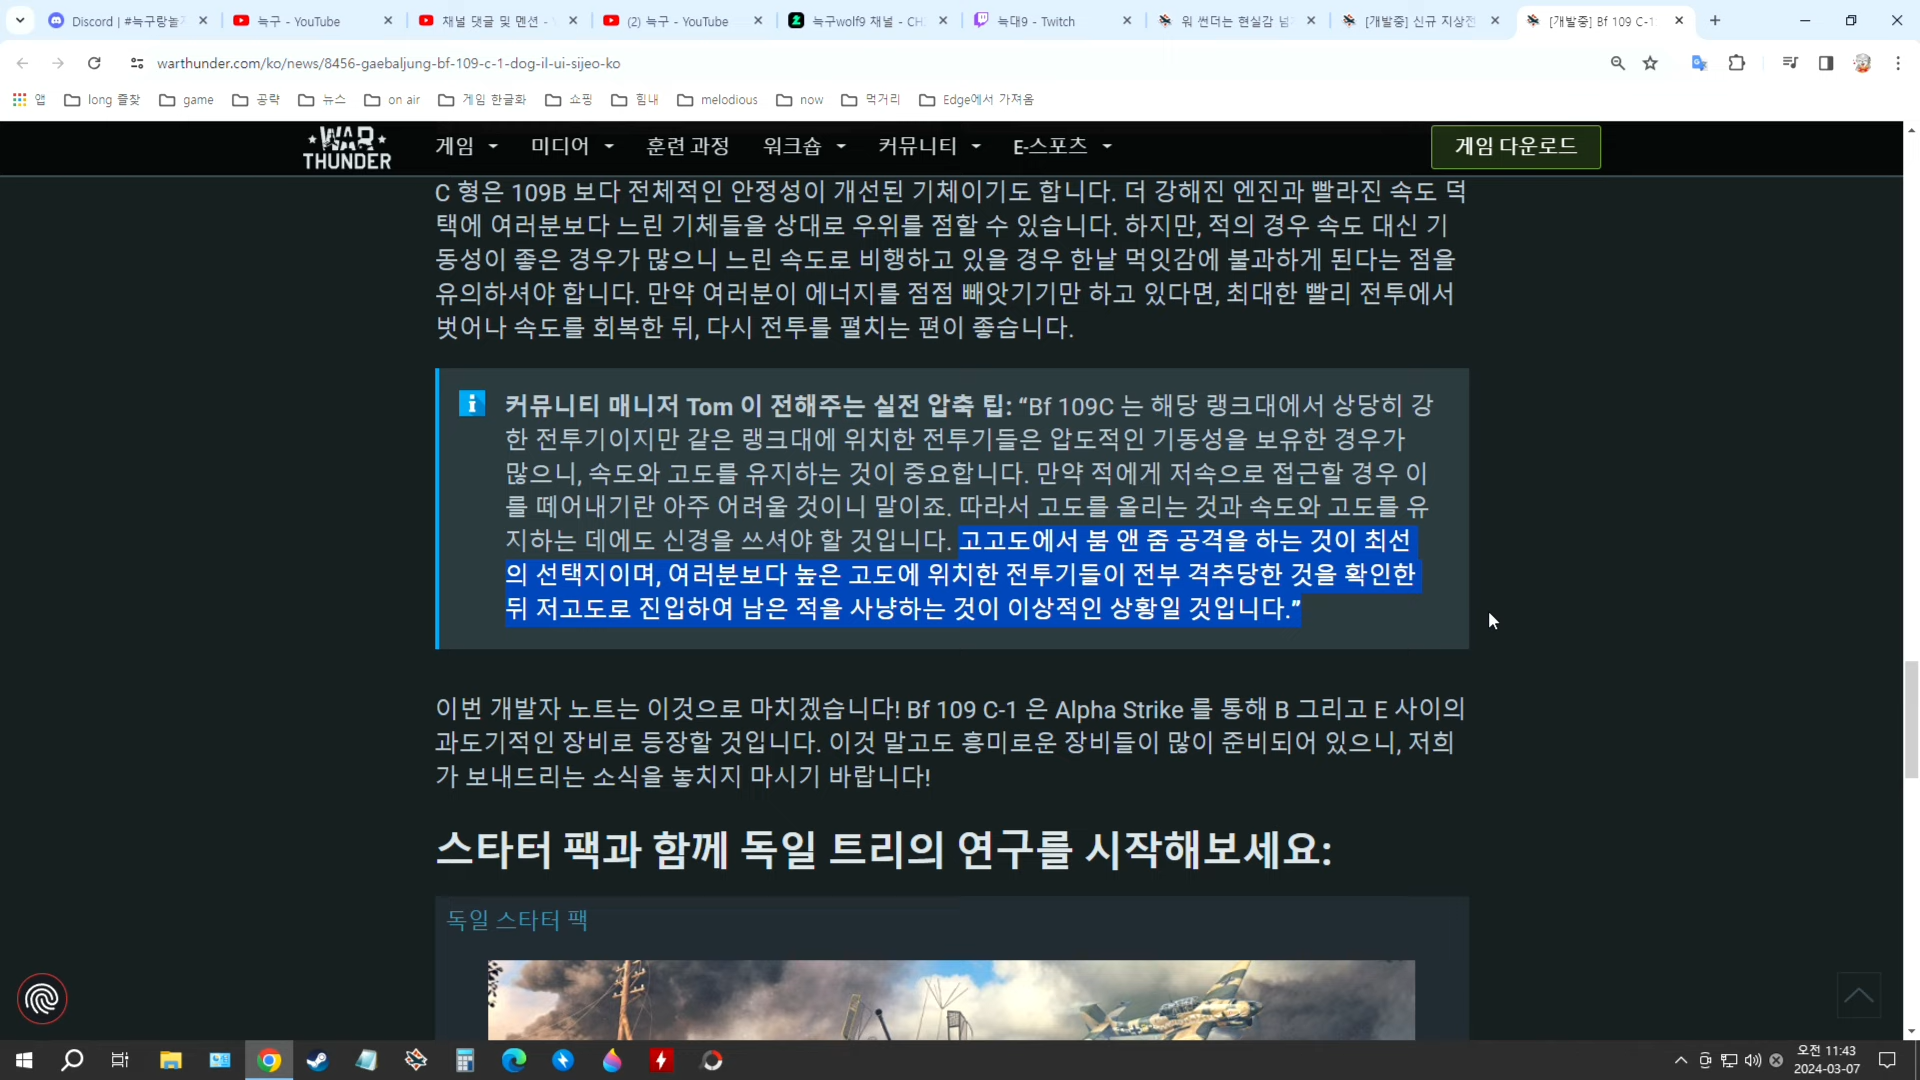 Discord | #늑구랑놀
늑구 - YouTube
채널 댓글 및 멘션 -
(2) 늑구 - YouTube
늑구wolf9 채널 - CH
늑대9 - Twitch
워 썬더는 현실감 넘
[개발중] 신규 지상전
[개발중] Bf 109 C-1
warthunder.com/ko/news/8456-gaebaljung-bf-109-c-1-dog-il-ui-sijeo-ko
앱
long 즐찾
game
공략
뉴스
on air
게임 한글화
쇼핑
힘내
melodious
now
먹거리
Edge에서 가져옴
WAR
THUNDER
게임
미디어
훈련 과정
워크숍
커뮤니티
E-스포츠
게임 다운로드
C 형은 109B 보다 전체적인 안정성이 개선된 기체이기도 합니다. 더 강해진 엔진과 빨라진 속도 덕
택에 여러분보다 느린 기체들을 상대로 우위를 점할 수 있습니다. 하지만, 적의 경우 속도 대신 기
동성이 좋은 경우가 많으니 느린 속도로 비행하고 있을 경우 한낱 먹잇감에 불과하게 된다는 점을
유의하셔야 합니다. 만약 여러분이 에너지를 점점 빼앗기기만 하고 있다면, 최대한 빨리 전투에서
벗어나 속도를 회복한 뒤, 다시 전투를 펼치는 편이 좋습니다.
커뮤니티 매니저 Tom 이 전해주는 실전 압축 팁: “Bf 109C 는 해당 랭크대에서 상당히 강
한 전투기이지만 같은 랭크대에 위치한 전투기들은 압도적인 기동성을 보유한 경우가
많으니, 속도와 고도를 유지하는 것이 중요합니다. 만약 적에게 저속으로 접근할 경우 이
를 떼어내기란 아주 어려울 것이니 말이죠. 따라서 고도를 올리는 것과 속도와 고도를 유
지하는 데에도 신경을 쓰셔야 할 것입니다. 고고도에서 붐 앤 줌 공격을 하는 것이 최선
의 선택지이며, 여러분보다 높은 고도에 위치한 전투기들이 전부 격추당한 것을 확인한
뒤 저고도로 진입하여 남은 적을 사냥하는 것이 이상적인 상황일 것입니다.”
이번 개발자 노트는 이것으로 마치겠습니다! Bf 109 C-1 은 Alpha Strike 를 통해 B 그리고 E 사이의
과도기적인 장비로 등장할 것입니다. 이것 말고도 흥미로운 장비들이 많이 준비되어 있으니, 저희
가 보내드리는 소식을 놓치지 마시기 바랍니다!
스타터 팩과 함께 독일 트리의 연구를 시작해보세요:
독일 스타터 팩
오전 11:43
2024-03-07